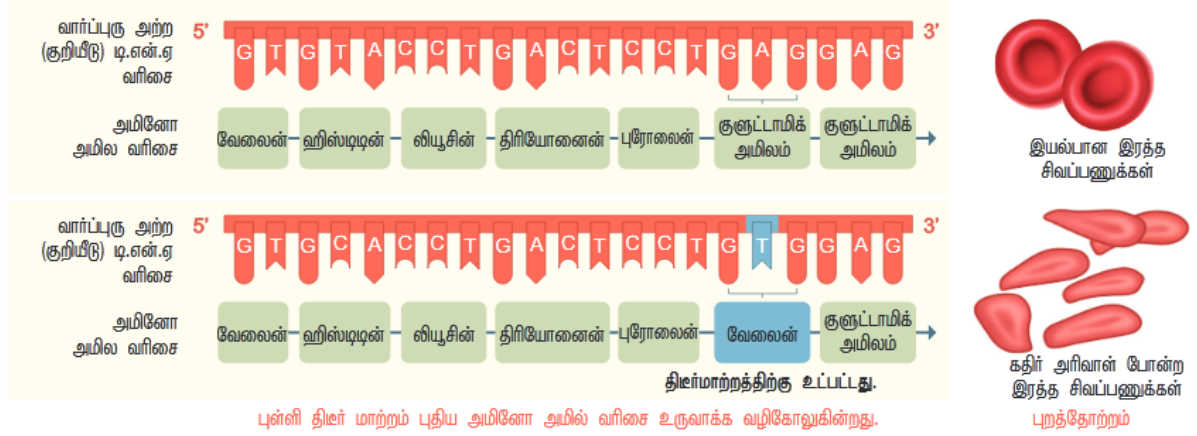 வார்ப்புரு அற்ற
(குறியீடு) டி.என்.ஏ
வரிசை
5’ G T G T A C C T G A C T C C T G A G G A G 3’
அமினோ
அமில வரிசை
வேலைன் ஹிஸ்டிடின் லியூசின் திரியோனைன் புரோலைன் குளுட்டாமிக் அமிலம் குளுட்டாமிக் அமிலம்
இயல்பான இரத்த
சிவப்பணுக்கள்
வார்ப்புரு அற்ற
(குறியீடு) டி.என்.ஏ
வரிசை
5’ G T G C A C C T G A C T C C T G T G G A G 3’
அமினோ
அமில வரிசை
வேலைன் ஹிஸ்டிடின் லியூசின் திரியோனைன் புரோலைன் வேலைன் குளுட்டாமிக் அமிலம்
திடீர்மாற்றத்திற்கு உட்பட்டது.
கதிர் அரிவாள் போன்ற
இரத்த சிவப்பணுக்கள்
புள்ளி திடீர் மாற்றம் புதிய அமினோ அமில் வரிசை உருவாக்க வழிகோலுகின்றது.
புறத்தோற்றம்